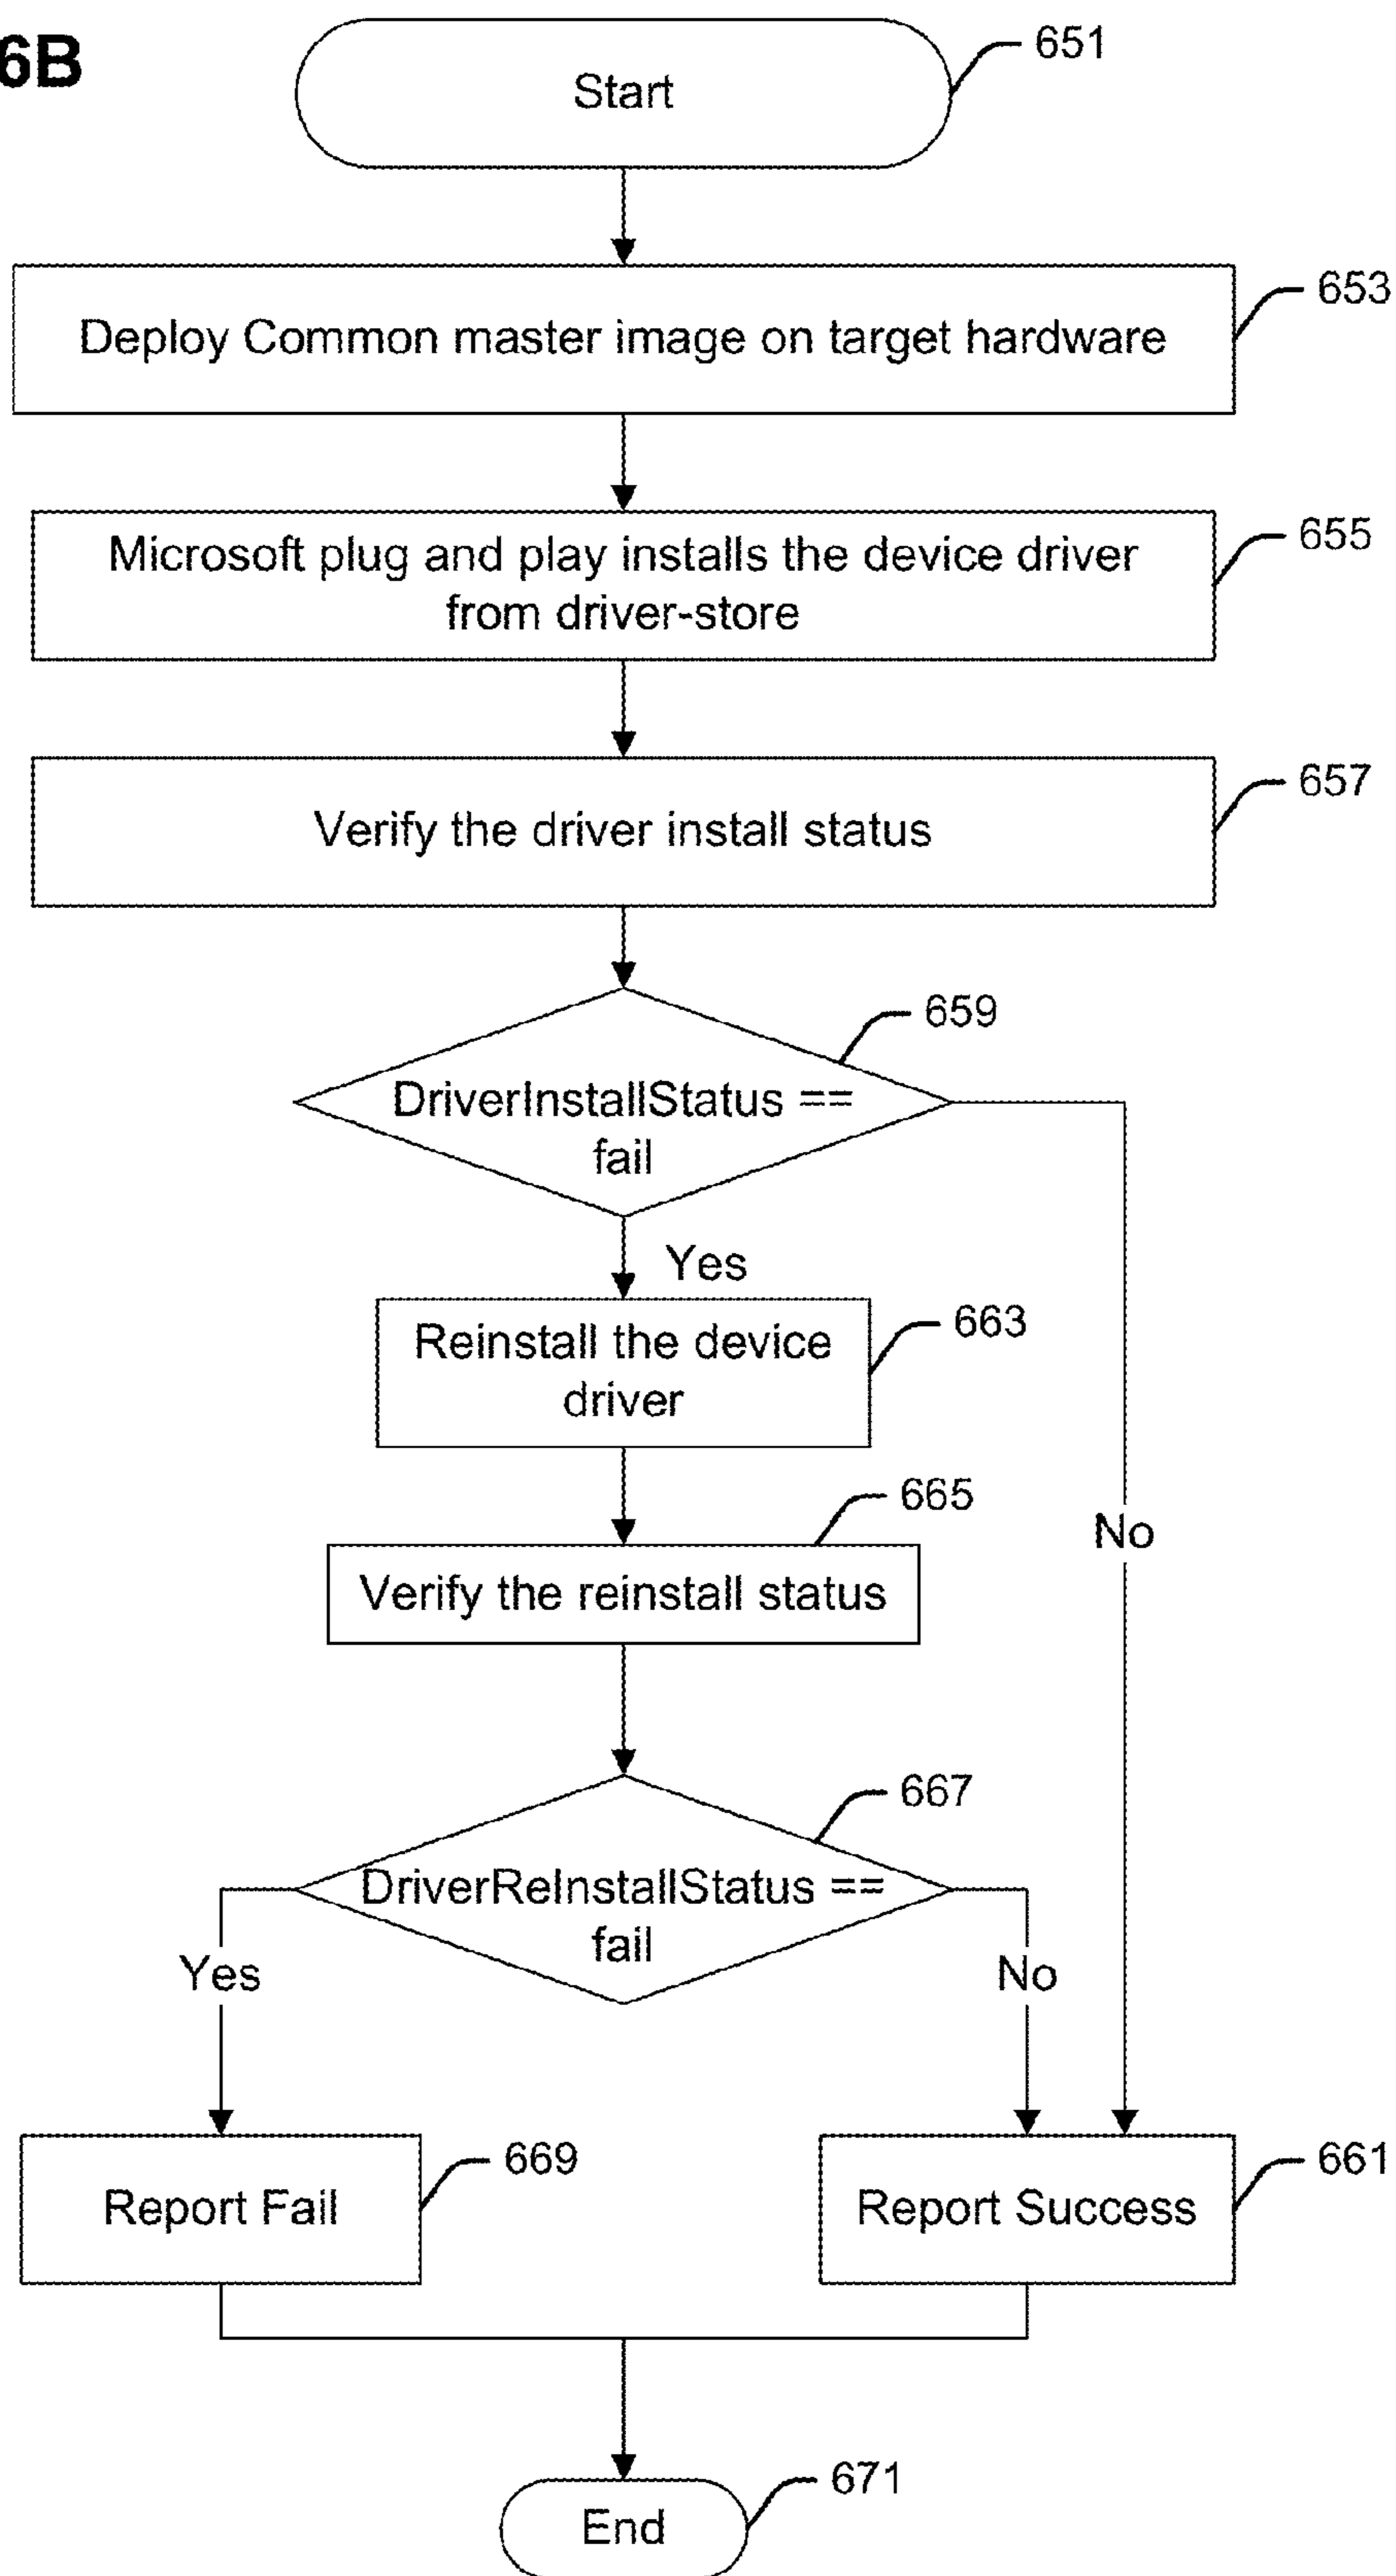 6B
Start
651
Deploy Common master image on target hardware
653
Microsoft plug and play installs the device driver
from driver-store
655
Verify the driver install status
657
659
DriverInstallStatus ==
fail
Yes
Reinstall the device
driver
663
665
No
Verify the reinstall status
667
DriverReInstallStatus ==
fail
Yes
No
Report Fail
669
Report Success
661
671
End